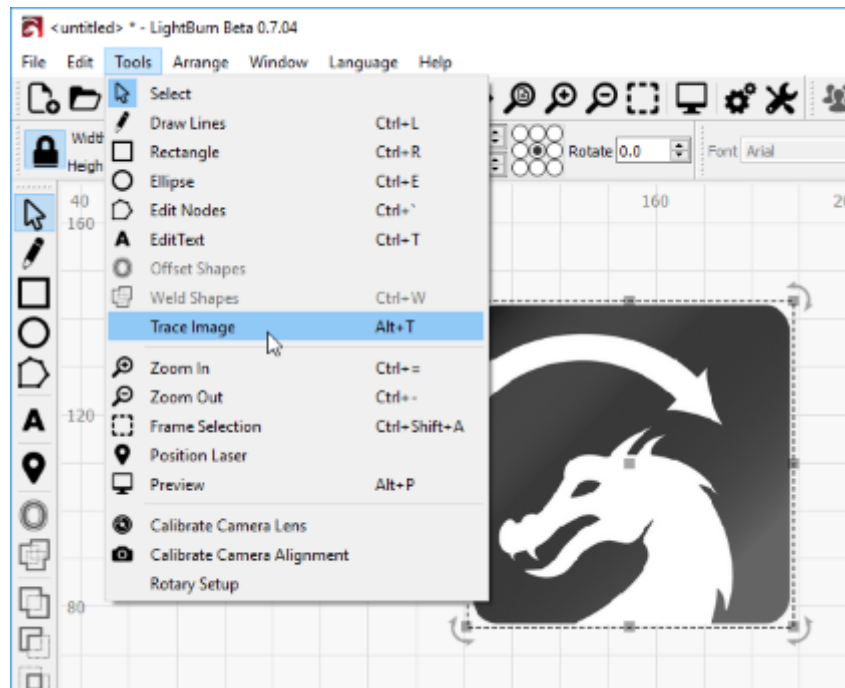 <untitled> * - LightBurn Beta 0.7.04
File Edit Tools Arrange Window Language Help
Select
Draw Lines Ctrl+L
Width
Rectangle Ctrl+R
Rotate 0.0
Font Arial
Heigh
Ellipse Ctrl+E
40
160
160
20
Edit Nodes Ctrl+`
EditText Ctrl+T
Offset Shapes
Weld Shapes Ctrl+W
Trace Image Alt+T
Zoom In Ctrl+=
Zoom Out Ctrl+-
120
Frame Selection Ctrl+Shift+A
Position Laser
Preview Alt+P
Calibrate Camera Lens
Calibrate Camera Alignment
Rotary Setup
80